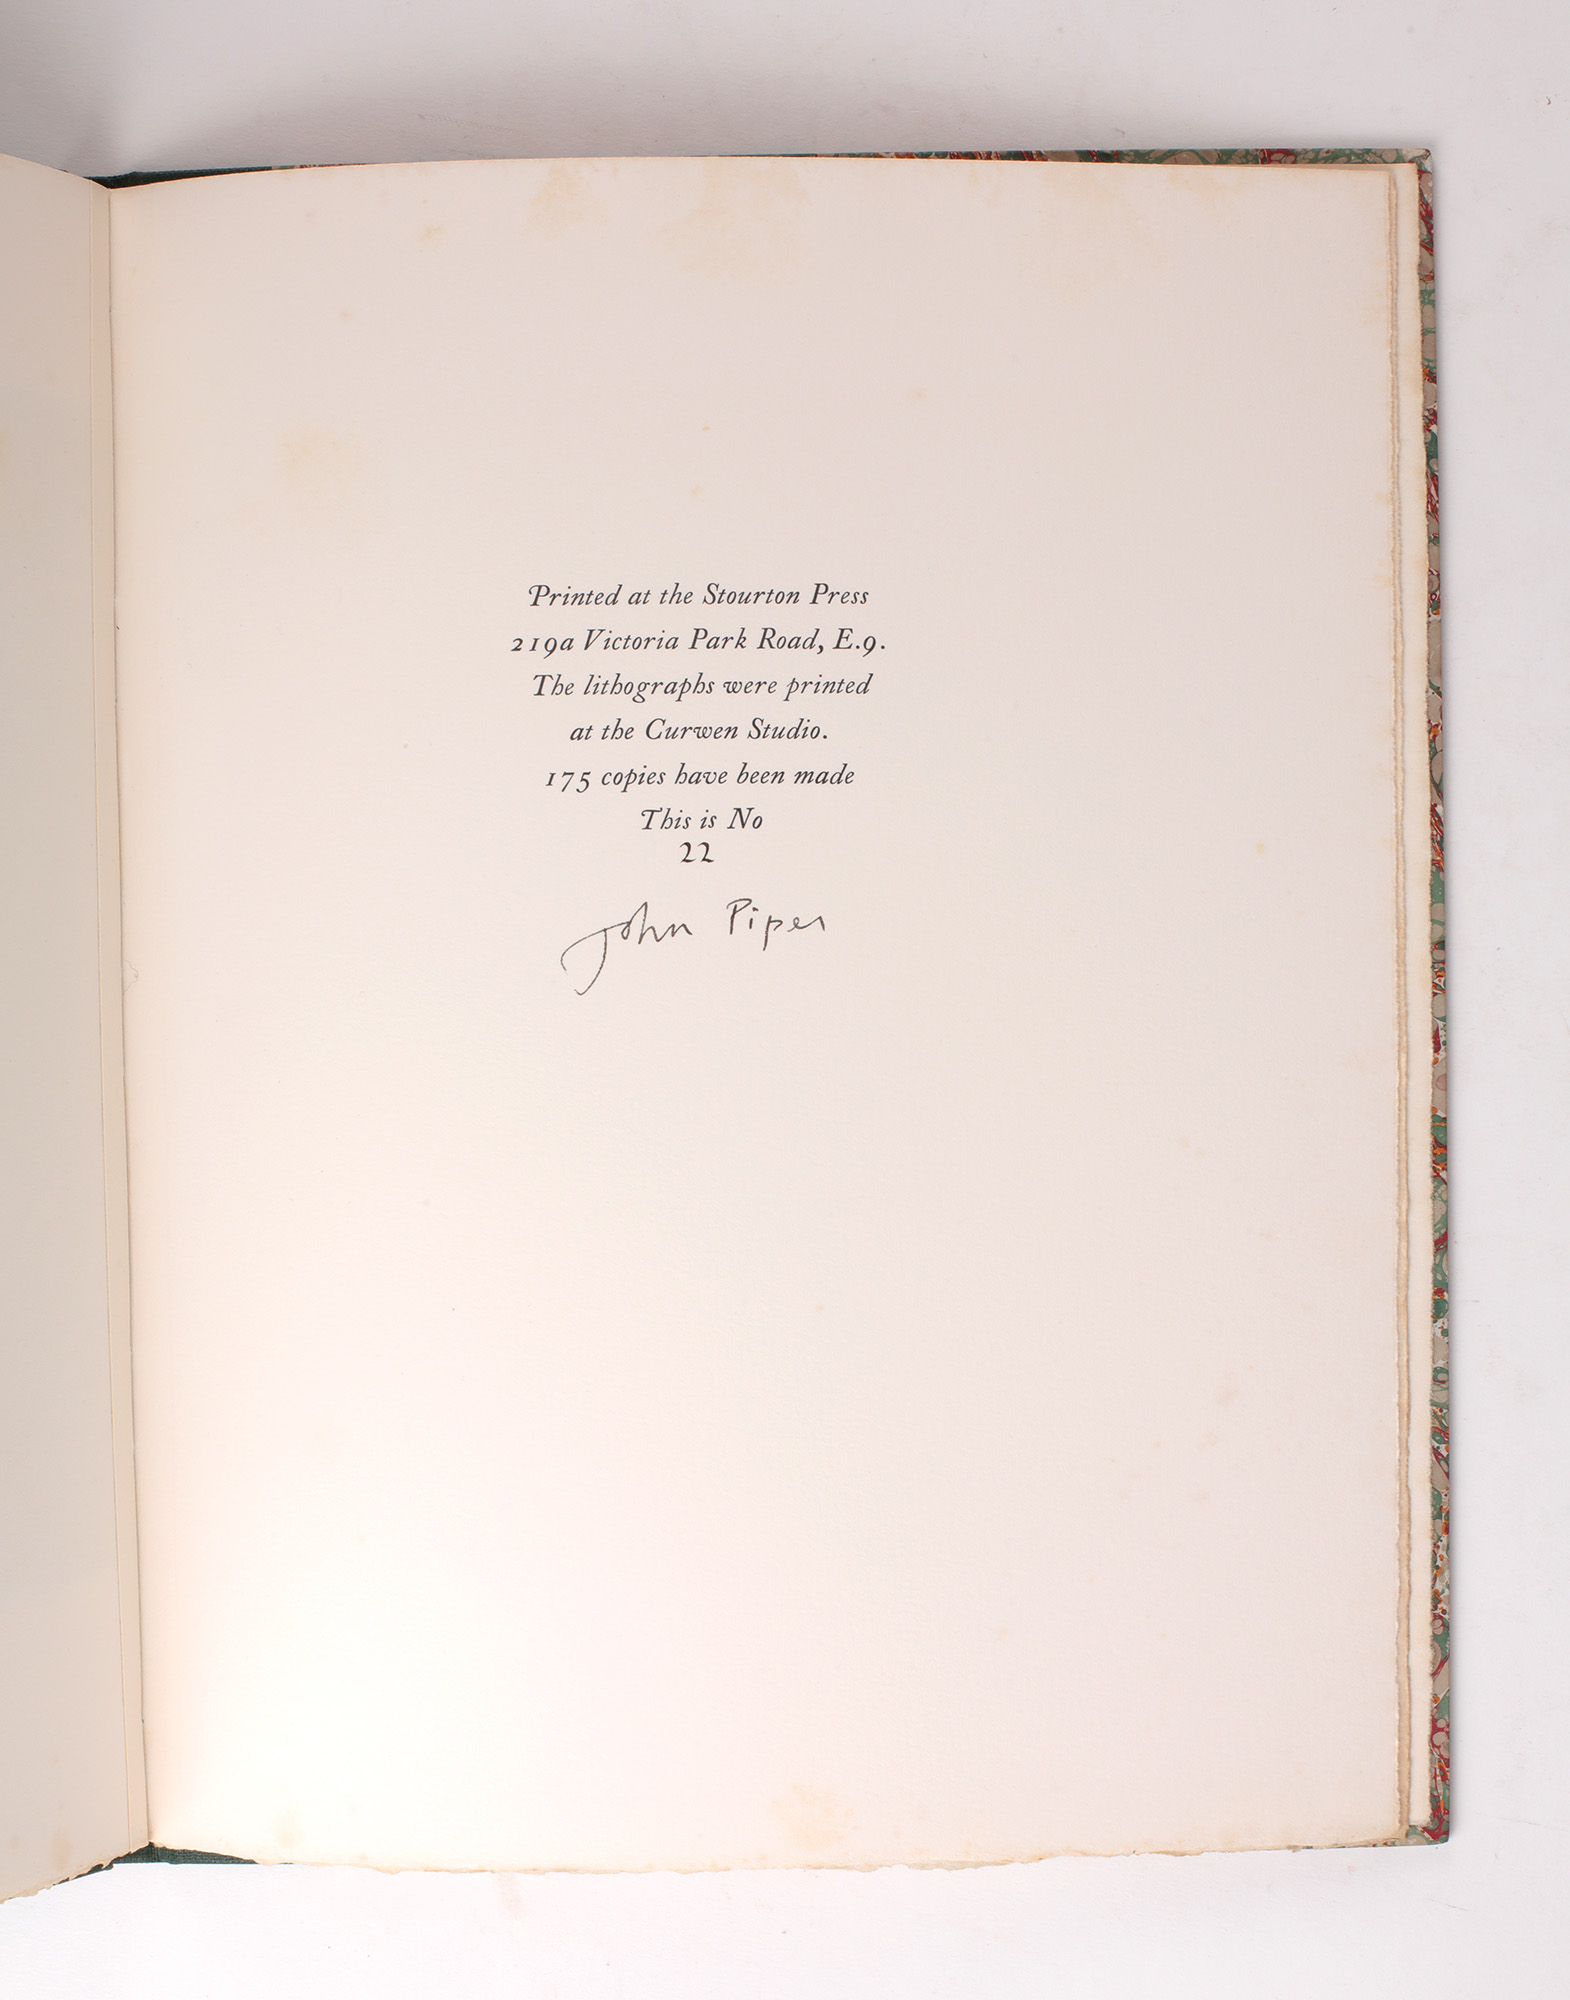 Printed at the Stourton Press
219a Victoria Park Road, E.9.
The lithographs were printed
at the Curwen Studio.
175 copies have been made
This is No
22
John Piper